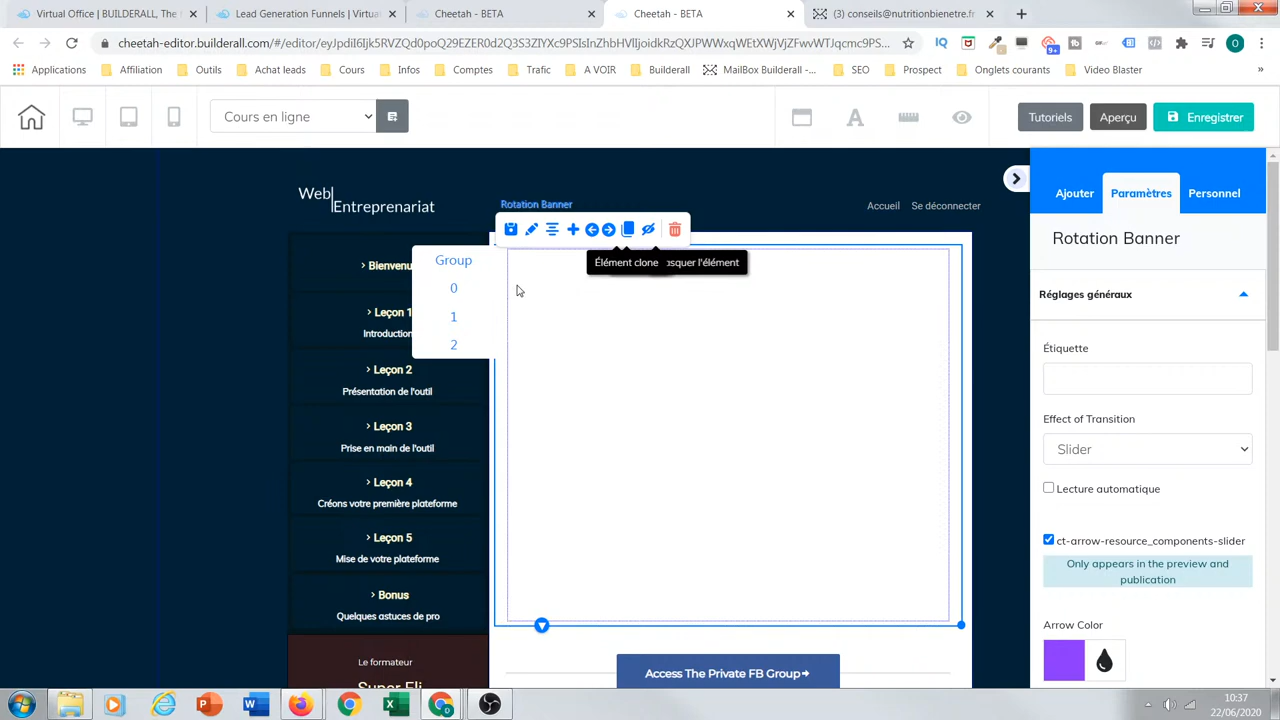 Virtual Office | BUILDERALL, The
Lead Generation Funnels | Virtual
Cheetah - BETA
Cheetah - BETA
(3) conseils@nutritionbienetre.fr
cheetah-editor.builderall.com/#/editor/
Applications
Affiliation
Outils
Achat leads
Cours
Infos
Comptes
Trafic
A VOIR
Builderall
MailBox Builderall -...
SEO
Prospect
Onglets courants
Video Blaster
»
Cours en ligne
Tutoriels
Aperçu
Enregistrer
Web|
Entreprenariat
Rotation Banner
Accueil
Se déconnecter
Élément clone
asquer l'élément
Group
0
1
2
> Bienvenu
> Leçon 1
Introduction
> Leçon 2
Présentation de l'outil
> Leçon 3
Prise en main de l'outil
> Leçon 4
Créons votre première plateforme
> Leçon 5
Mise de votre plateforme
> Bonus
Quelques astuces de pro
Le formateur
Super Eli
Access The Private FB Group
Ajouter
Paramètres
Personnel
Rotation Banner
Réglages généraux
Étiquette
Effect of Transition
Slider
Lecture automatique
ct-arrow-resource_components-slider
Only appears in the preview and
publication
Arrow Color
10:37
22/06/2020